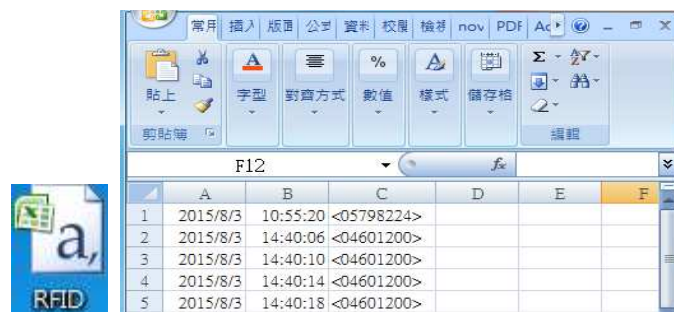 常用 插入 版面 公式 資料 校閱 檢視 nov PDF Ac
貼上 字型 對齊方式 數值 樣式 儲存格
剪貼簿 編輯
F12 fx
A B C D E F
1 2015/8/3 10:55:20 <05798224>
2 2015/8/3 14:40:06 <04601200>
3 2015/8/3 14:40:10 <04601200>
4 2015/8/3 14:40:14 <04601200>
5 2015/8/3 14:40:18 <04601200>
a,
RFID